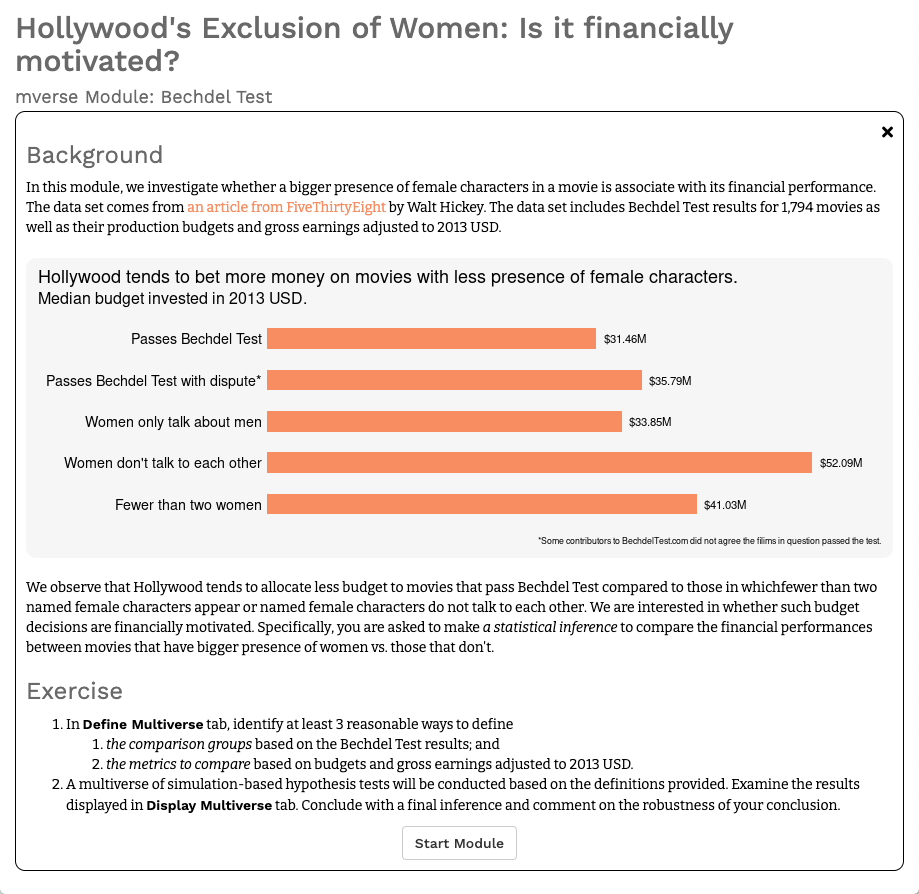 Hollywood's Exclusion of Women: Is it financially
motivated?
mverse Module: Bechdel Test
Background
In this module, we investigate whether a bigger presence of female characters in a movie is associate with its financial performance.
The data set comes from an article from FiveThirtyEight by Walt Hickey. The data set includes Bechdel Test results for 1,794 movies as
well as their production budgets and gross earnings adjusted to 2013 USD.
Hollywood tends to bet more money on movies with less presence of female characters.
Median budget invested in 2013 USD.
Passes Bechdel Test $31.46M
Passes Bechdel Test with dispute* $35.79M
Women only talk about men $33.85M
Women don't talk to each other $52.09M
Fewer than two women $41.03M
*Some contributors to BechdelTest.com did not agree the films in question passed the test.
We observe that Hollywood tends to allocate less budget to movies that pass Bechdel Test compared to those in whichfewer than two
named female characters appear or named female characters do not talk to each other. We are interested in whether such budget
decisions are financially motivated. Specifically, you are asked to make a statistical inference to compare the financial performances
between movies that have bigger presence of women vs. those that don't.
Exercise
1. In Define Multiverse tab, identify at least 3 reasonable ways to define
1. the comparison groups based on the Bechdel Test results; and
2. the metrics to compare based on budgets and gross earnings adjusted to 2013 USD.
2. A multiverse of simulation-based hypothesis tests will be conducted based on the definitions provided. Examine the results
displayed in Display Multiverse tab. Conclude with a final inference and comment on the robustness of your conclusion.
Start Module